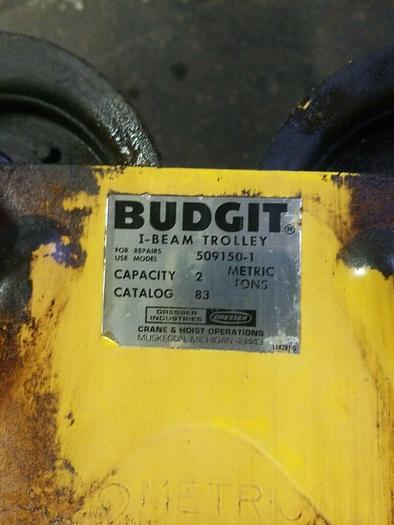 BUDGIT®
I-BEAM TROLLEY
FOR REPAIRS
USE MODEL 509150-1
CAPACITY 2 METRIC TONS
CATALOG 83
DRESSER INDUSTRIES DRESSER
CRANE & HOIST OPERATIONS
MUSKEGON, MICHIGAN 49443
METRIC